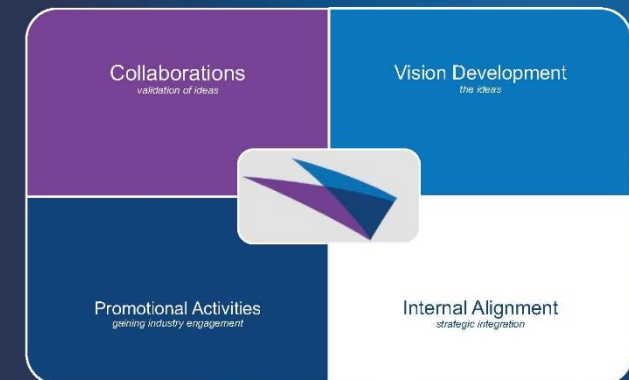 Collaborations
validation of ideas
Vision Development
the ideas
Promotional Activities
gaining industry engagement
Internal Alignment
strategic integration